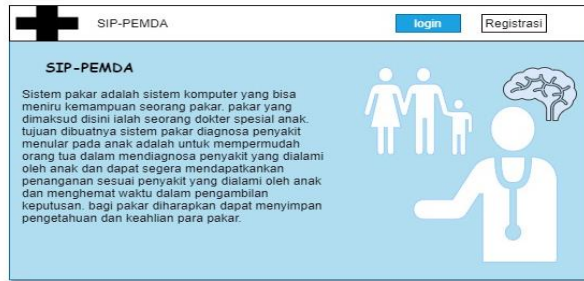 SIP-PEMDA
login
Registrasi
SIP-PEMDA
Sistem pakar adalah sistem komputer yang bisa
meniru kemampuan seorang pakar. pakar yang
dimaksud disini ialah seorang dokter spesial anak.
tujuan dibuatnya sistem pakar diagnosa penyakit
menular pada anak adalah untuk mempermudah
orang tua dalam mendiagnosa penyakit yang dialami
oleh anak dan dapat segera mendapatkankan
penanganan sesuai penyakit yang dialami oleh anak
dan menghemat waktu dalam pengambilan
keputusan. bagi pakar diharapkan dapat menyimpan
pengetahuan dan keahlian para pakar.